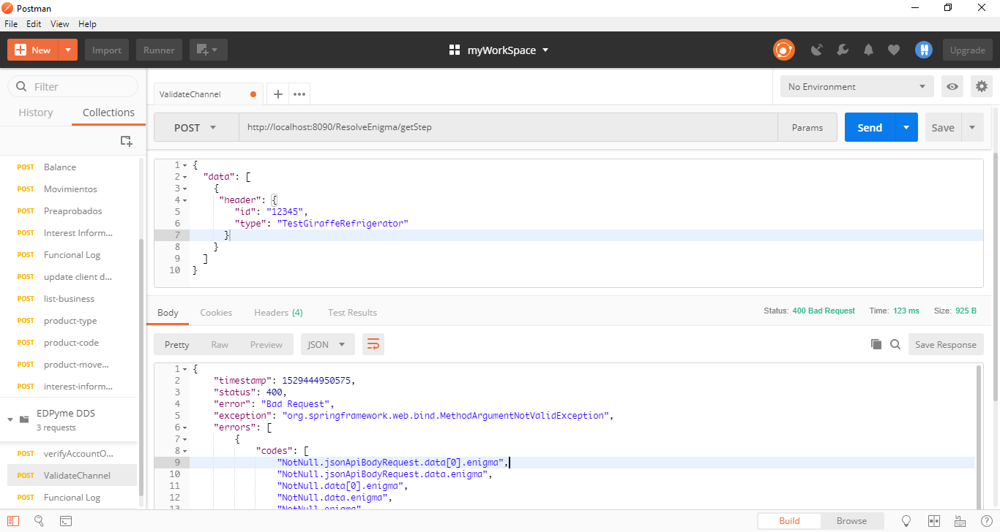 Postman
File Edit View Help
New Import Runner myWorkSpace Upgrade
Filter
History Collections
POST Balance
POST Movimientos
POST Preaprobados
POST Interest Inform...
POST Funcional Log
POST update client d...
POST list-business
POST product-type
POST product-code
POST product-move...
POST interest-inform...
EDPyme DDS
3 requests
POST verifyAccountO...
POST ValidateChannel
POST Funcional Log
ValidateChannel
No Environment
POST http://localhost:8090/ResolveEnigma/getStep Params Send Save
1 {
2 "data": [
3 {
4 "header": {
5 "id": "12345",
6 "type": "TestGiraffeRefrigerator"
7 }
8 }
9 ]
10 }
Body Cookies Headers (4) Test Results Status: 400 Bad Request Time: 123 ms Size: 925 B
Pretty Raw Preview JSON Save Response
1 {
2 "timestamp": 1529444950575,
3 "status": 400,
4 "error": "Bad Request",
5 "exception": "org.springframework.web.bind.MethodArgumentNotValidException",
6 "errors": [
7 {
8 "codes": [
9 "NotNull.jsonApiBodyRequest.data[0].enigma",
10 "NotNull.jsonApiBodyRequest.data.enigma",
11 "NotNull.data[0].enigma",
12 "NotNull.data.enigma",
13 "NotNull.enigma"
Build Browse